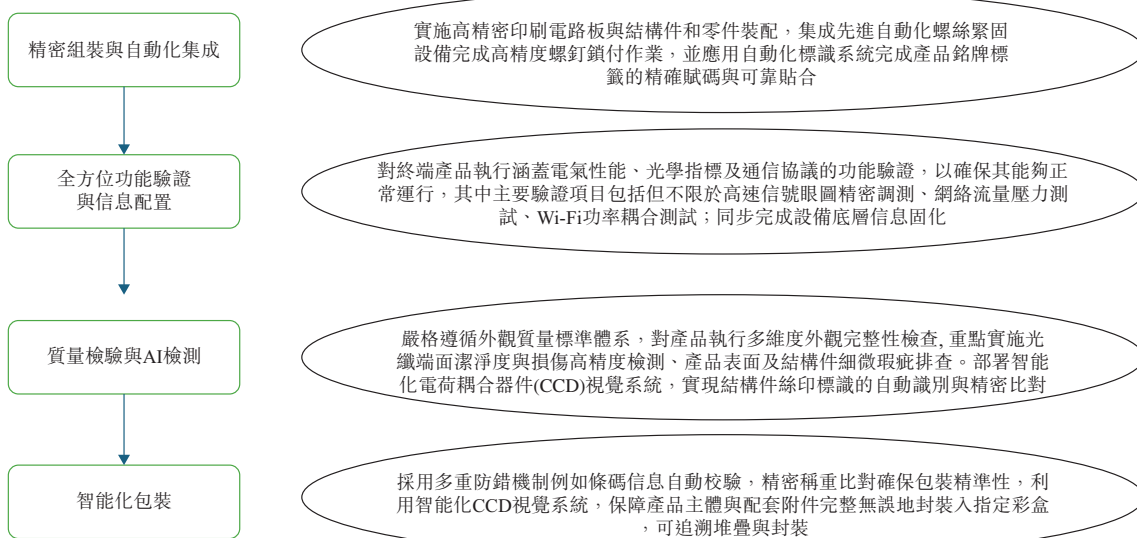 精密組裝與自動化集成
實施高精密印刷電路板與結構件和零件裝配，集成先進自動化螺絲緊固
設備完成高精度螺釘鎖付作業，並應用自動化標識系統完成產品銘牌標
籤的精確賦碼與可靠貼合
全方位功能驗證
與信息配置
對終端產品執行涵蓋電氣性能、光學指標及通信協議的功能驗證，以確保其能夠正
常運行，其中主要驗證項目包括但不限於高速信號眼圖精密調測、網絡流量壓力測
試、Wi-Fi功率耦合測試；同步完成設備底層信息固化
質量檢驗與AI檢測
嚴格遵循外觀質量標準體系，對產品執行多維度外觀完整性檢查, 重點實施光
纖端面潔淨度與損傷高精度檢測、產品表面及結構件細微瑕疵排查。部署智能
化電荷耦合器件(CCD)視覺系統，實現結構件絲印標識的自動識別與精密比對
智能化包裝
採用多重防錯機制例如條碼信息自動校驗，精密稱重比對確保包裝精準性，利
用智能化CCD視覺系統，保障產品主體與配套附件完整無誤地封裝入指定彩盒
，可追溯堆疊與封裝